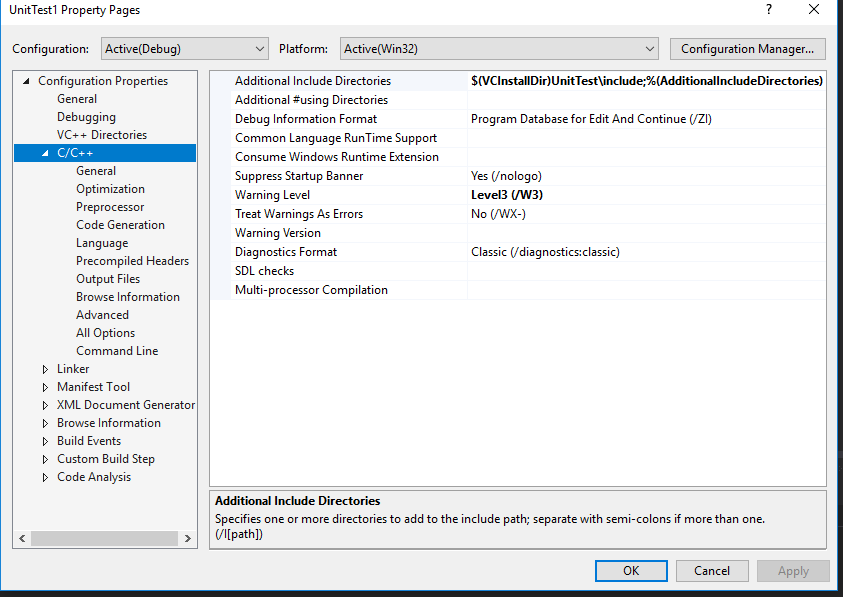 UnitTest1 Property Pages
?
Configuration: Active(Debug) Platform: Active(Win32) Configuration Manager...
Configuration Properties
General
Debugging
VC++ Directories
C/C++
General
Optimization
Preprocessor
Code Generation
Language
Precompiled Headers
Output Files
Browse Information
Advanced
All Options
Command Line
Linker
Manifest Tool
XML Document Generator
Browse Information
Build Events
Custom Build Step
Code Analysis
Additional Include Directories $(VCInstallDir)UnitTest\include;%(AdditionalIncludeDirectories)
Additional #using Directories
Debug Information Format Program Database for Edit And Continue (/ZI)
Common Language RunTime Support
Consume Windows Runtime Extension
Suppress Startup Banner Yes (/nologo)
Warning Level Level3 (/W3)
Treat Warnings As Errors No (/WX-)
Warning Version
Diagnostics Format Classic (/diagnostics:classic)
SDL checks
Multi-processor Compilation
Additional Include Directories
Specifies one or more directories to add to the include path; separate with semi-colons if more than one.
(/I[path])
OK Cancel Apply